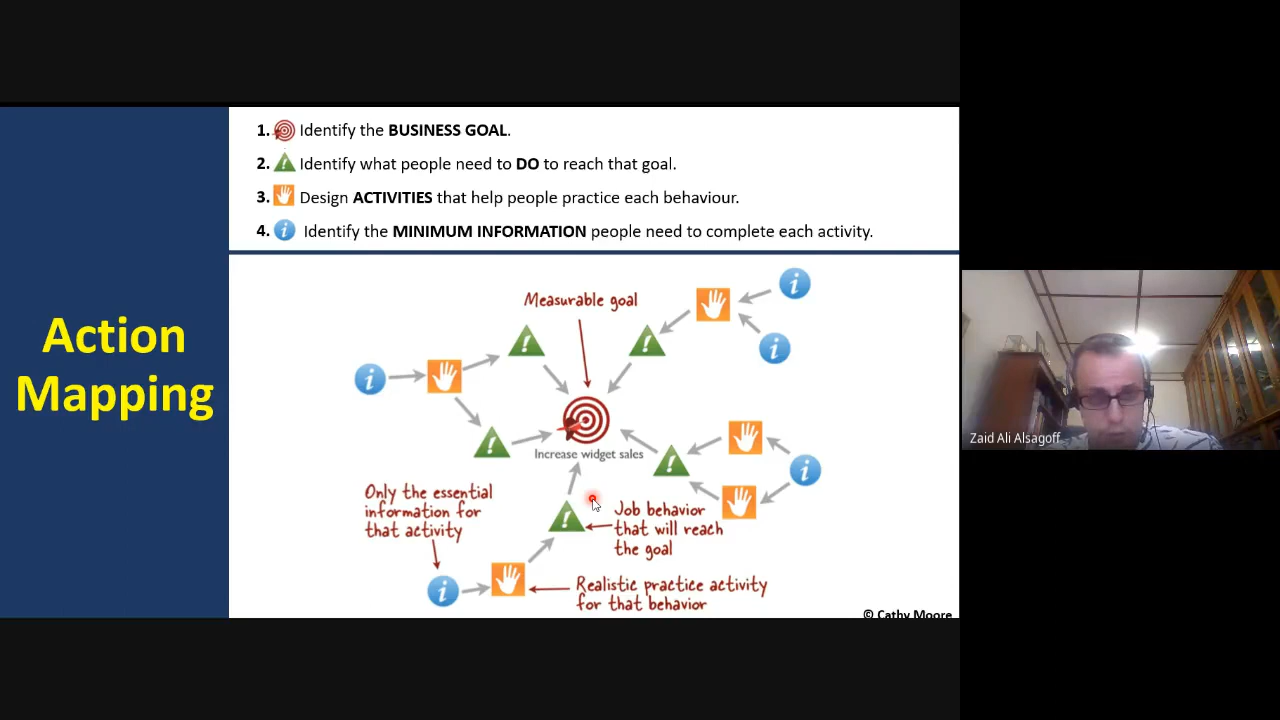 1. Identify the BUSINESS GOAL.
2. Identify what people need to DO to reach that goal.
3. Design ACTIVITIES that help people practice each behaviour.
4. Identify the MINIMUM INFORMATION people need to complete each activity.
Action
Mapping
Measurable goal
Increase widget sales
Only the essential
information for
that activity
Job behavior
that will reach
the goal
Realistic practice activity
for that behavior
© Cathy Moore
Zaid Ali Alsagoff